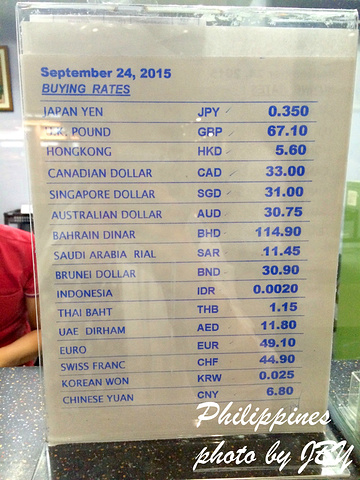 September 24, 2015
BUYING RATES
JAPAN YEN JPY 0.350
U.K. POUND GBP 67.10
HONGKONG HKD 5.60
CANADIAN DOLLAR CAD 33.00
SINGAPORE DOLLAR SGD 31.00
AUSTRALIAN DOLLAR AUD 30.75
BAHRAIN DINAR BHD 114.90
SAUDI ARABIA RIAL SAR 11.45
BRUNEI DOLLAR BND 30.90
INDONESIA IDR 0.0020
THAI BAHT THB 1.15
UAE DIRHAM AED 11.80
EURO EUR 49.10
SWISS FRANC CHF 44.90
KOREAN WON KRW 0.025
CHINESE YUAN CNY 6.80
Philippines
photo by JBY